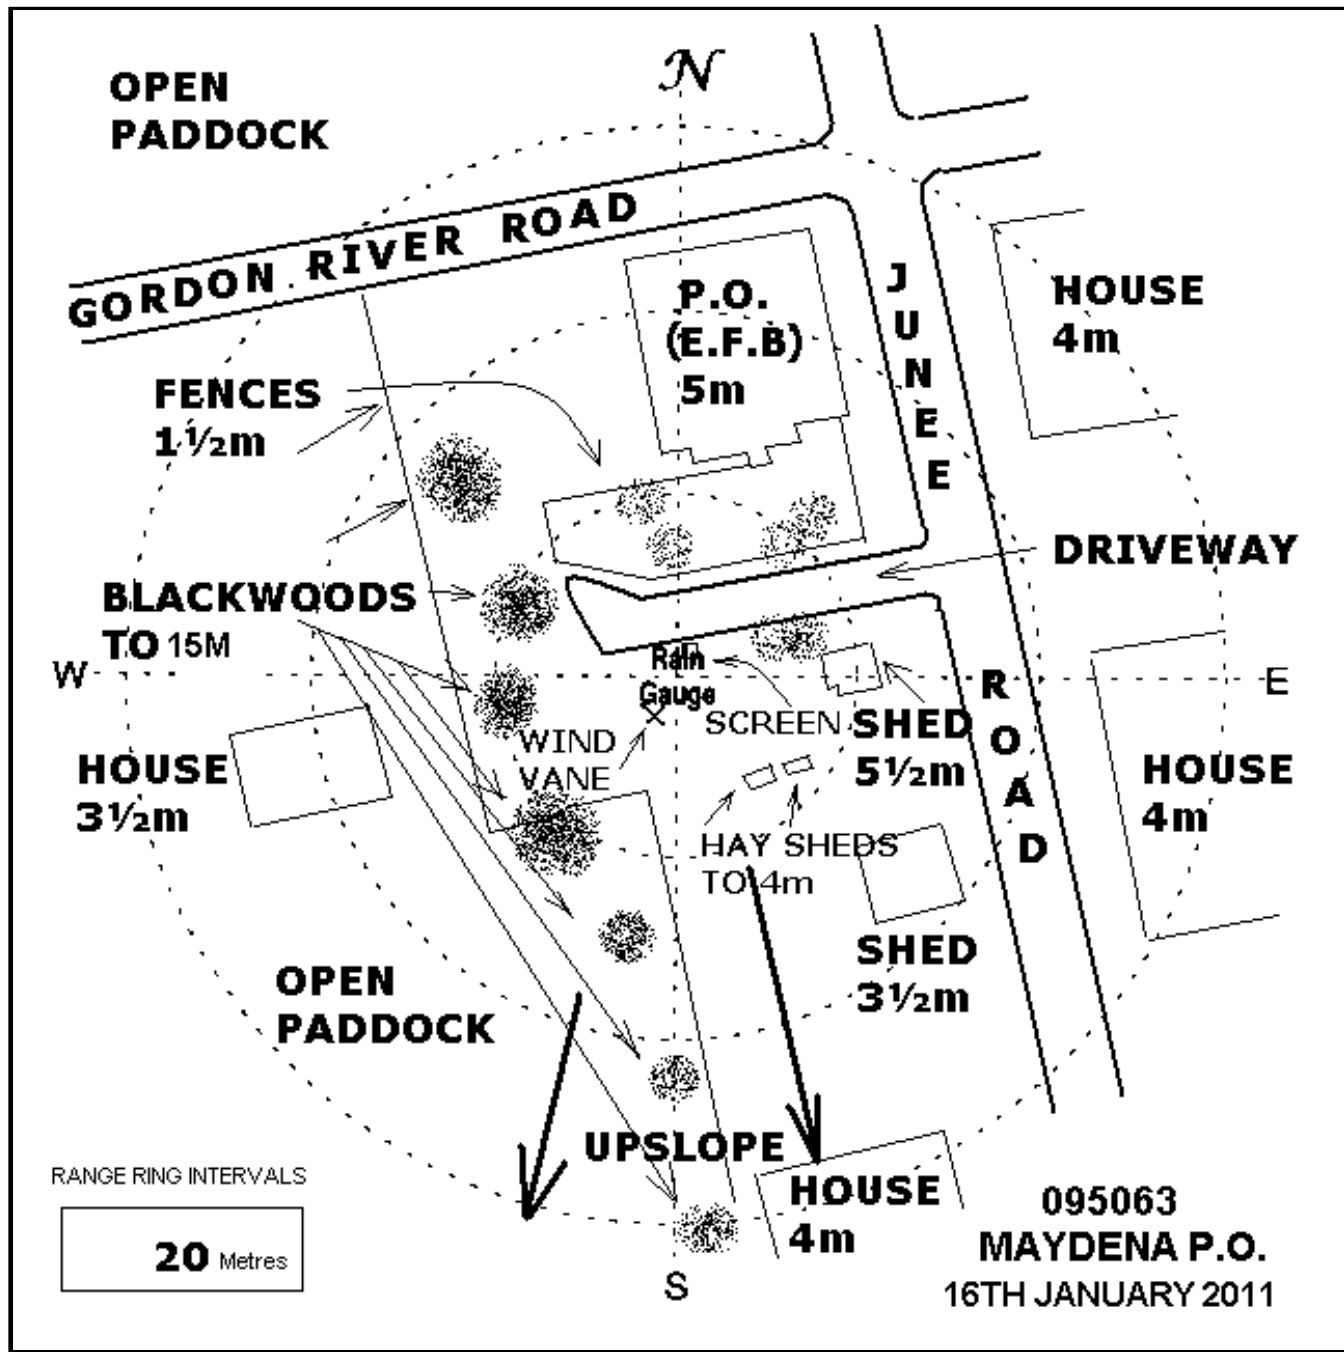 N
OPEN
PADDOCK
GORDON RIVER ROAD
P.O.
(E.F.B)
5m
JUNEE
ROAD
HOUSE
4m
FENCES
1½m
DRIVEWAY
BLACKWOODS
TO 15M
W
Rain
Gauge
E
SCREEN
WIND
VANE
SHED
5½m
HOUSE
3½m
HOUSE
4m
HAY SHEDS
TO 4m
SHED
3½m
OPEN
PADDOCK
UPSLOPE
HOUSE
4m
S
RANGE RING INTERVALS
20 Metres
095063
MAYDENA P.O.
16TH JANUARY 2011